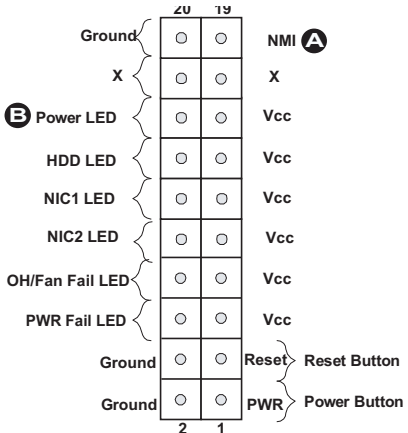 20 19
Ground NMI A
X X
B Power LED Vcc
HDD LED Vcc
NIC1 LED Vcc
NIC2 LED Vcc
OH/Fan Fail LED Vcc
PWR Fail LED Vcc
Ground Reset Reset Button
Ground PWR Power Button
2 1